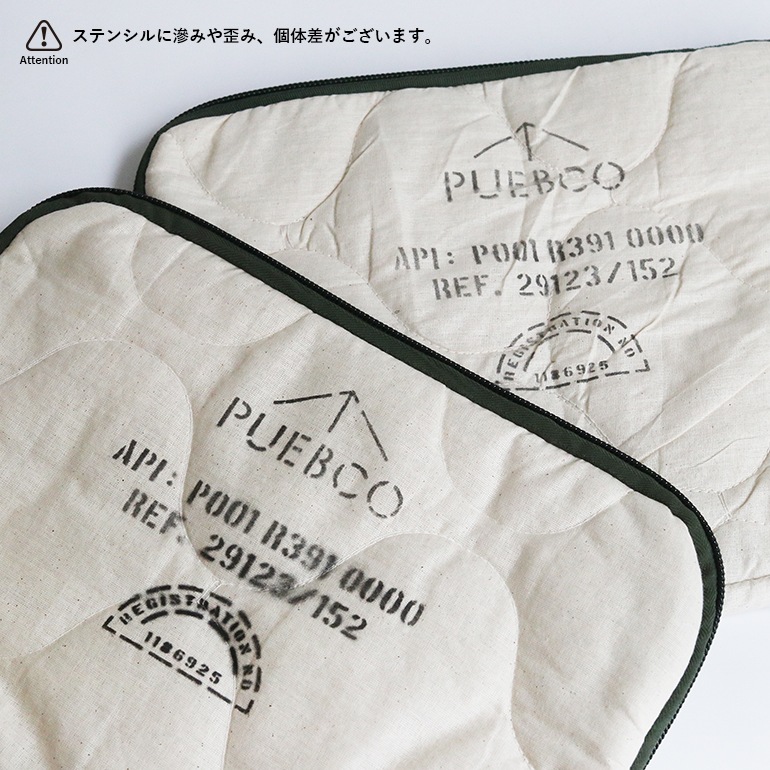 ステンシルに滲みや歪み、個体差がございます。
Attention
PUEBCO
API: P001 R391 0000
REF. 29123/152
REGISTRATION NO
1186925
PUEBCO
API: P001 R391 0000
REF. 29123/152
REGISTRATION NO
1186925